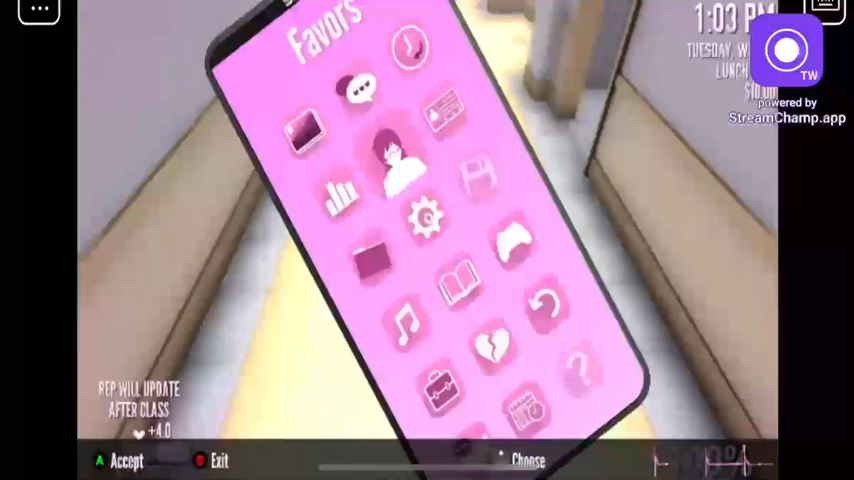 Favors
1:03 PM
TUESDAY, W
LUNCH
$10.00
TW
powered by
StreamChamp.app
REP WILL UPDATE
AFTER CLASS
+4.0
A Accept
Exit
Choose